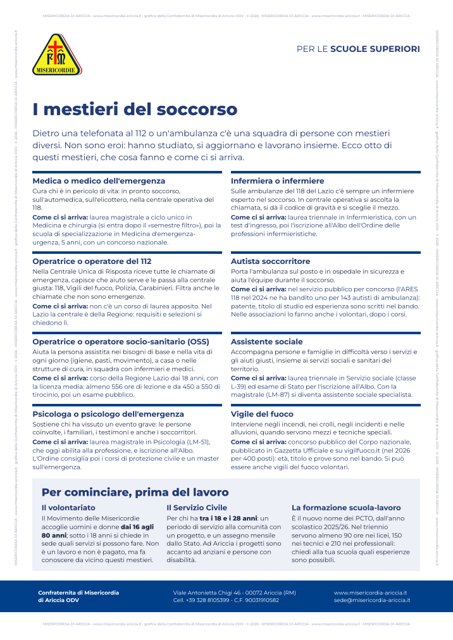 MISERICORDIE
PER LE SCUOLE SUPERIORI
I mestieri del soccorso
Dietro una telefonata al 112 o un'ambulanza c'è una squadra di persone con mestieri
diversi. Non sono eroi: hanno studiato, si aggiornano e lavorano insieme. Ecco otto di
questi mestieri, che cosa fanno e come ci si arriva.
Medica o medico dell'emergenza
Cura chi è in pericolo di vita: in pronto soccorso,
sull'automedica, sull'elicottero, nella centrale operativa del
118.
Come ci si arriva: laurea magistrale a ciclo unico in
Medicina e chirurgia (si entra dopo il «semestre filtro»), poi la
scuola di specializzazione in Medicina d'emergenza-
urgenza, 5 anni, con un concorso nazionale.
Infermiera o infermiere
Sulle ambulanze del 118 del Lazio c'è sempre un infermiere
esperto nel soccorso. In centrale operativa si ascolta la
chiamata, si dà il codice di gravità e si sceglie il mezzo.
Come ci si arriva: laurea triennale in Infermieristica, con un
test d'ingresso, poi l'iscrizione all'Albo dell'Ordine delle
professioni infermieristiche.
Operatrice o operatore del 112
Nella Centrale Unica di Risposta riceve tutte le chiamate di
emergenza, capisce che aiuto serve e le passa alla centrale
giusta: 118, Vigili del fuoco, Polizia, Carabinieri. Filtra anche le
chiamate che non sono emergenze.
Come ci si arriva: non c'è un corso di laurea apposito. Nel
Lazio la centrale è della Regione: requisiti e selezioni si
chiedono lì.
Autista soccorritore
Porta l'ambulanza sul posto e in ospedale in sicurezza e
aiuta l'équipe durante il soccorso.
Come ci si arriva: nel servizio pubblico per concorso (l'ARES
118 nel 2024 ne ha bandito uno per 143 autisti di ambulanza):
patente, titolo di studio ed esperienza sono scritti nel bando.
Nelle associazioni lo fanno anche i volontari, dopo i corsi.
Operatrice o operatore socio-sanitario (OSS)
Aiuta la persona assistita nei bisogni di base e nella vita di
ogni giorno (igiene, pasti, movimento), a casa o nelle
strutture di cura, in squadra con infermieri e medici.
Come ci si arriva: corso della Regione Lazio dai 18 anni, con
la licenza media: almeno 556 ore di lezione e da 450 a 550 di
tirocinio, poi un esame pubblico.
Assistente sociale
Accompagna persone e famiglie in difficoltà verso i servizi e
gli aiuti giusti, insieme ai servizi sociali e sanitari del
territorio.
Come ci si arriva: laurea triennale in Servizio sociale (classe
L-39) ed esame di Stato per l'iscrizione all'Albo. Con la
magistrale (LM-87) si diventa assistente sociale specialista.
Psicologa o psicologo dell'emergenza
Sostiene chi ha vissuto un evento grave: le persone
coinvolte, i familiari, i testimoni e anche i soccorritori.
Come ci si arriva: laurea magistrale in Psicologia (LM-51),
che oggi abilita alla professione, e iscrizione all'Albo.
L'Ordine consiglia poi corsi di protezione civile e un master
sull'emergenza.
Vigile del fuoco
Interviene negli incendi, nei crolli, negli incidenti e nelle
alluvioni, quando servono mezzi e tecniche speciali.
Come ci si arriva: concorso pubblico del Corpo nazionale,
pubblicato in Gazzetta Ufficiale e su vigilfuoco.it (nel 2026
per 400 posti): età, titolo e prove sono nel bando. Si può
essere anche vigili del fuoco volontari.
Per cominciare, prima del lavoro
Il volontariato
Il Movimento delle Misericordie
accoglie uomini e donne dai 16 agli
80 anni; sotto i 18 anni si chiede in
sede quali servizi si possono fare. Non
è un lavoro e non è pagato, ma fa
conoscere da vicino questi mestieri.
Il Servizio Civile
Per chi ha tra i 18 e i 28 anni: un
periodo di servizio alla comunità con
un progetto, e un assegno mensile
dallo Stato. Ad Ariccia i progetti sono
accanto ad anziani e persone con
disabilità.
La formazione scuola-lavoro
È il nuovo nome dei PCTO, dall'anno
scolastico 2025/26. Nel triennio
servono almeno 90 ore nei licei, 150
nei tecnici e 210 nei professionali:
chiedi alla tua scuola quali esperienze
sono possibili.
Confraternita di Misericordia
di Ariccia ODV
Viale Antonietta Chigi 46 - 00072 Ariccia (RM)
Cell. +39 328 8105399 - C.F. 90031910582
www.misericordia-ariccia.it
sede@misericordia-ariccia.it